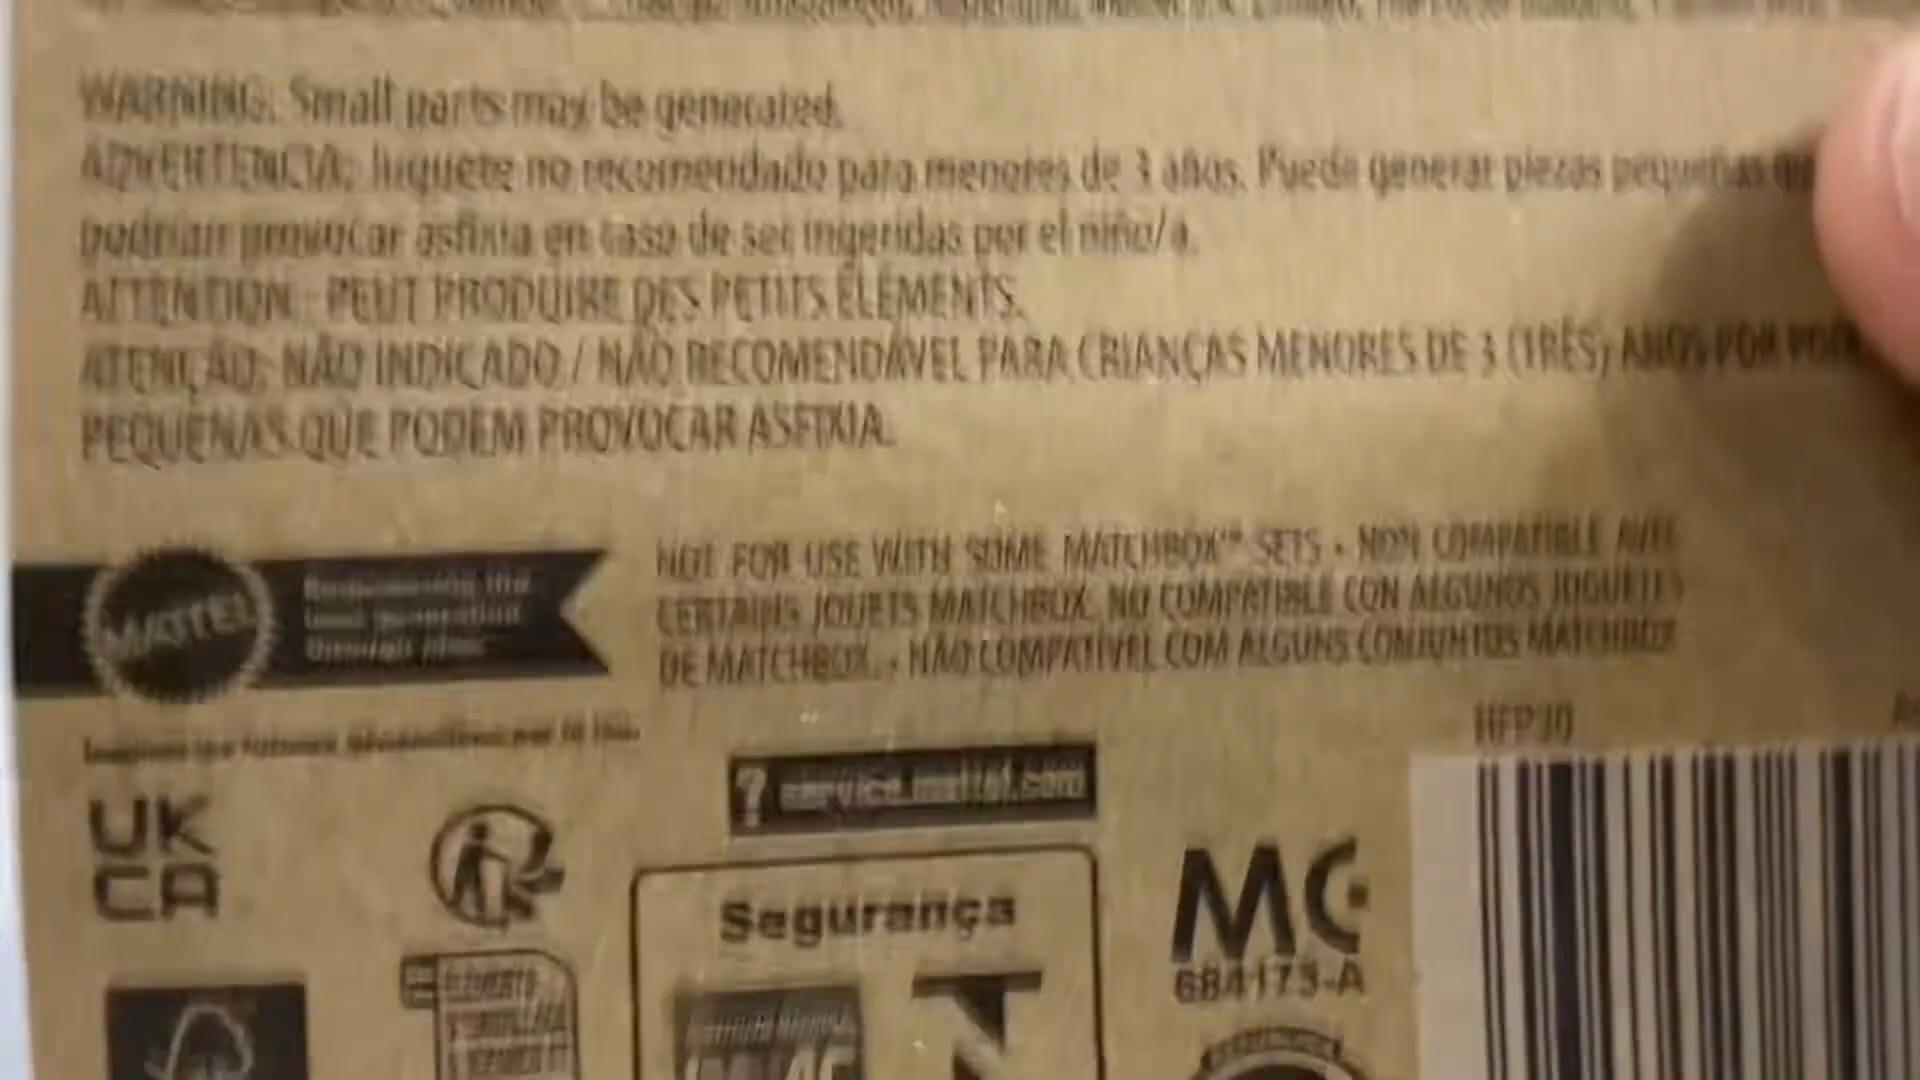 WARNING: Small parts may be generated.
ADVERTENCIA: Juguete no recomendado para menores de 3 años. Puede generar piezas pequeñas
podrían provocar asfixia en caso de ser ingeridas por el niño/a.
ATTENTION - PEUT PRODUIRE DES PETITS ÉLÉMENTS.
ATENÇÃO: NÃO INDICADO / NÃO RECOMENDÁVEL PARA CRIANÇAS MENORES DE 3 (TRÊS) ANOS POR
PEQUENAS QUE PODEM PROVOCAR ASFIXIA.
MATTEL
NOT FOR USE WITH SOME MATCHBOX™ SETS • NON COMPATIBLE AVEC
CERTAINS JOUETS MATCHBOX. NO COMPATIBLE CON ALGUNOS JUGUETES
DE MATCHBOX. • NÃO COMPATÍVEL COM ALGUNS CONJUNTOS MATCHBOX
HFP30
? service.mattel.com
UK
CA
Segurança
MC
684173-A